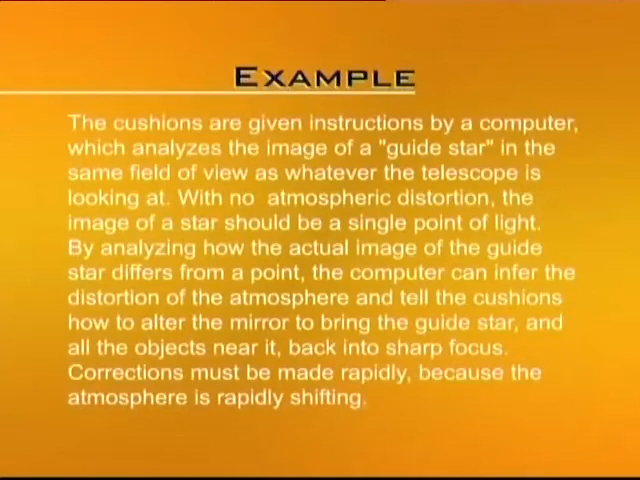 EXAMPLE
The cushions are given instructions by a computer,
which analyzes the image of a "guide star" in the
same field of view as whatever the telescope is
looking at. With no atmospheric distortion, the
image of a star should be a single point of light.
By analyzing how the actual image of the guide
star differs from a point, the computer can infer the
distortion of the atmosphere and tell the cushions
how to alter the mirror to bring the guide star, and
all the objects near it, back into sharp focus.
Corrections must be made rapidly, because the
atmosphere is rapidly shifting.